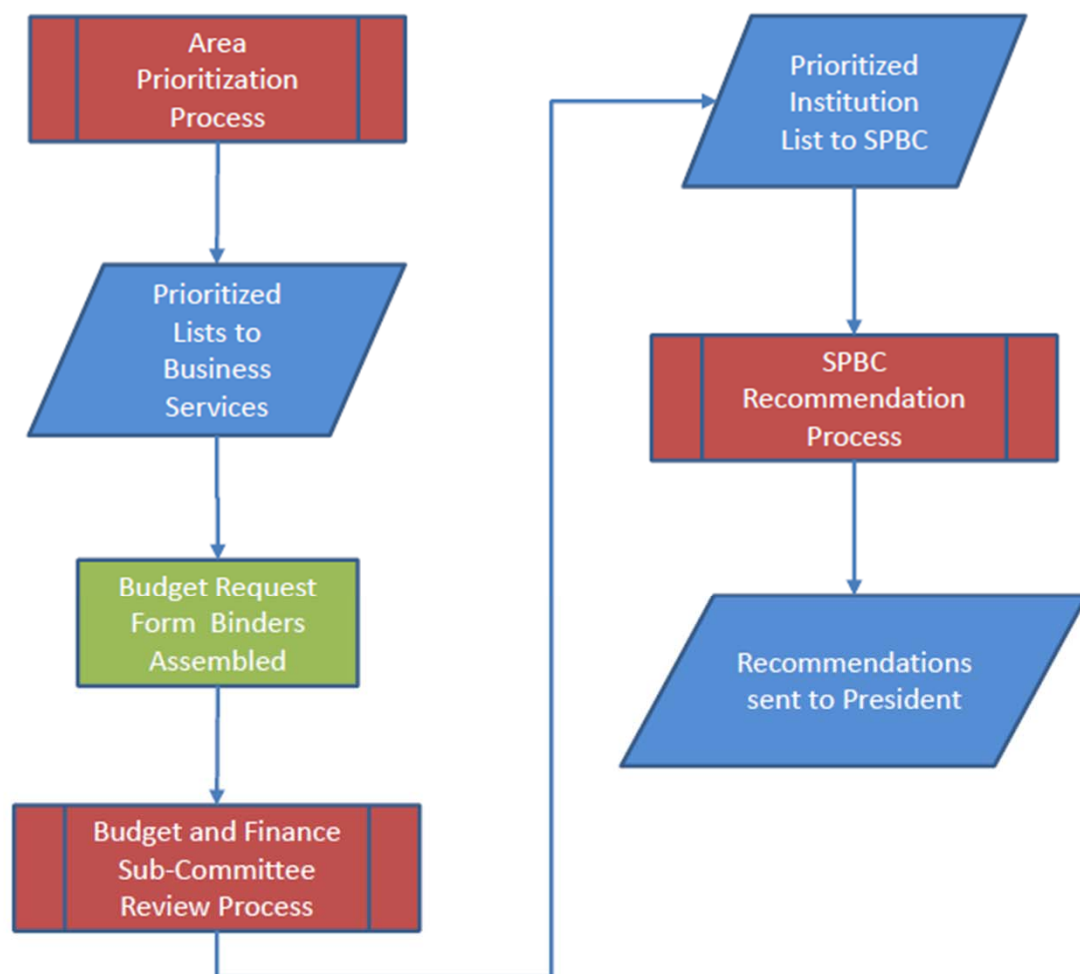 Area
Prioritization
Process
Prioritized
Lists to
Business
Services
Budget Request
Form Binders
Assembled
Budget and Finance
Sub-Committee
Review Process
Prioritized
Institution
List to SPBC
SPBC
Recommendation
Process
Recommendations
sent to President